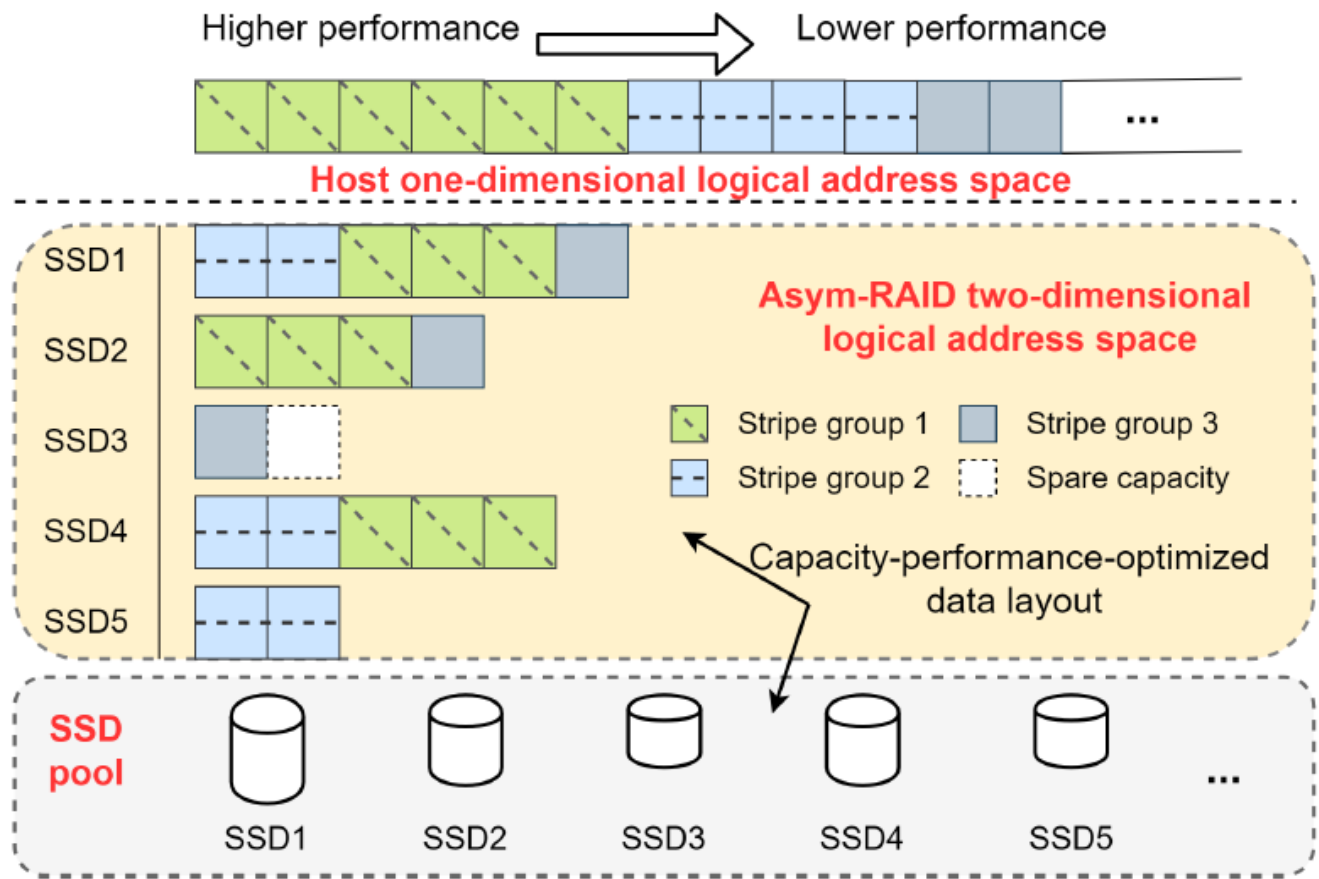 Higher performance
Lower performance
...
Host one-dimensional logical address space
SSD1
SSD2
SSD3
SSD4
SSD5
Asym-RAID two-dimensional
logical address space
Stripe group 1
Stripe group 3
Stripe group 2
Spare capacity
Capacity-performance-optimized
data layout
SSD
pool
SSD1
SSD2
SSD3
SSD4
SSD5
...